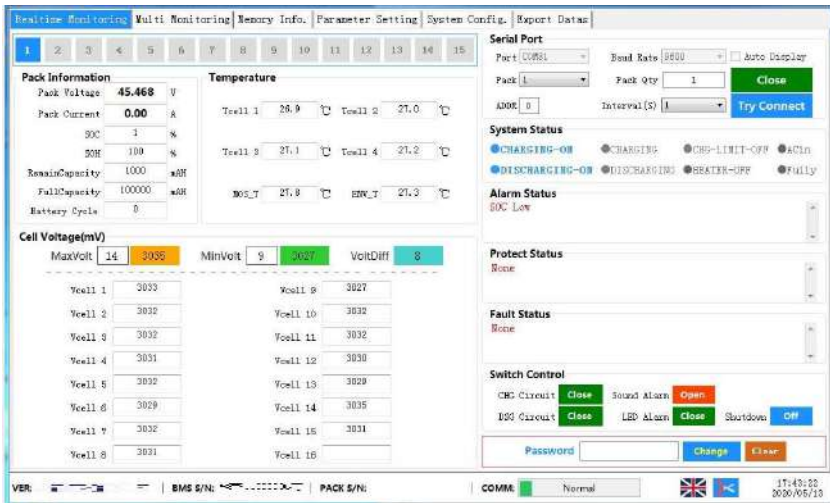 Realtime Monitoring Multi Monitoring Memory Info. Parameter Setting System Config. Export Datas
1 2 3 4 5 6 7 8 9 10 11 12 13 14 15
Pack Information
Pack Voltage 45.468 V
Pack Current 0.00 A
SOC 1 %
SOH 100 %
RemainCapacity 1000 mAH
FullCapacity 100000 mAH
Battery Cycle 0
Temperature
Tcell 1 26.9 ℃ Tcell 2 27.0 ℃
Tcell 3 27.1 ℃ Tcell 4 27.2 ℃
MOS_T 27.8 ℃ ENV_T 27.3 ℃
Cell Voltage(mV)
MaxVolt 14 3035 MinVolt 9 3027 VoltDiff 8
Vcell 1 3033 Vcell 9 3027
Vcell 2 3032 Vcell 10 3032
Vcell 3 3032 Vcell 11 3032
Vcell 4 3031 Vcell 12 3030
Vcell 5 3032 Vcell 13 3029
Vcell 6 3029 Vcell 14 3035
Vcell 7 3032 Vcell 15 3031
Vcell 8 3031 Vcell 16
Serial Port
Port Baud Rate 9600 Auto Display
Pack 1 Pack Qty 1 Close
ADDR 0 Interval(S) 1 Try Connect
System Status
CHARGING-ON CHARGING CHG-LIMIT-OFF ACin
DISCHARGING-ON DISCHARGING HEATER-OFF Fully
Alarm Status
SOC Low
Protect Status
None
Fault Status
None
Switch Control
CHG Circuit Close Sound Alarm Open
DSG Circuit Close LED Alarm Close Shutdown Off
Password Change Clear
VER: BMS S/N: PACK S/N: COMM: Normal 17:43:22
2020/05/13